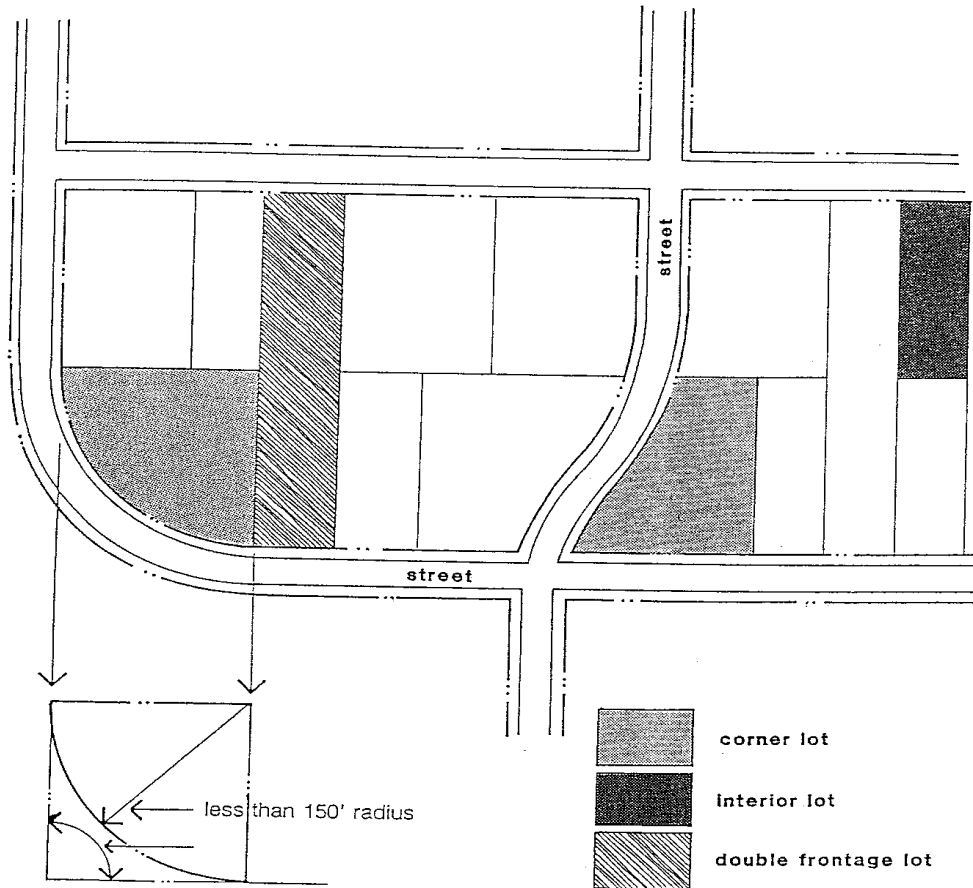 street
street
corner lot
less than 150' radius
interior lot
double frontage lot